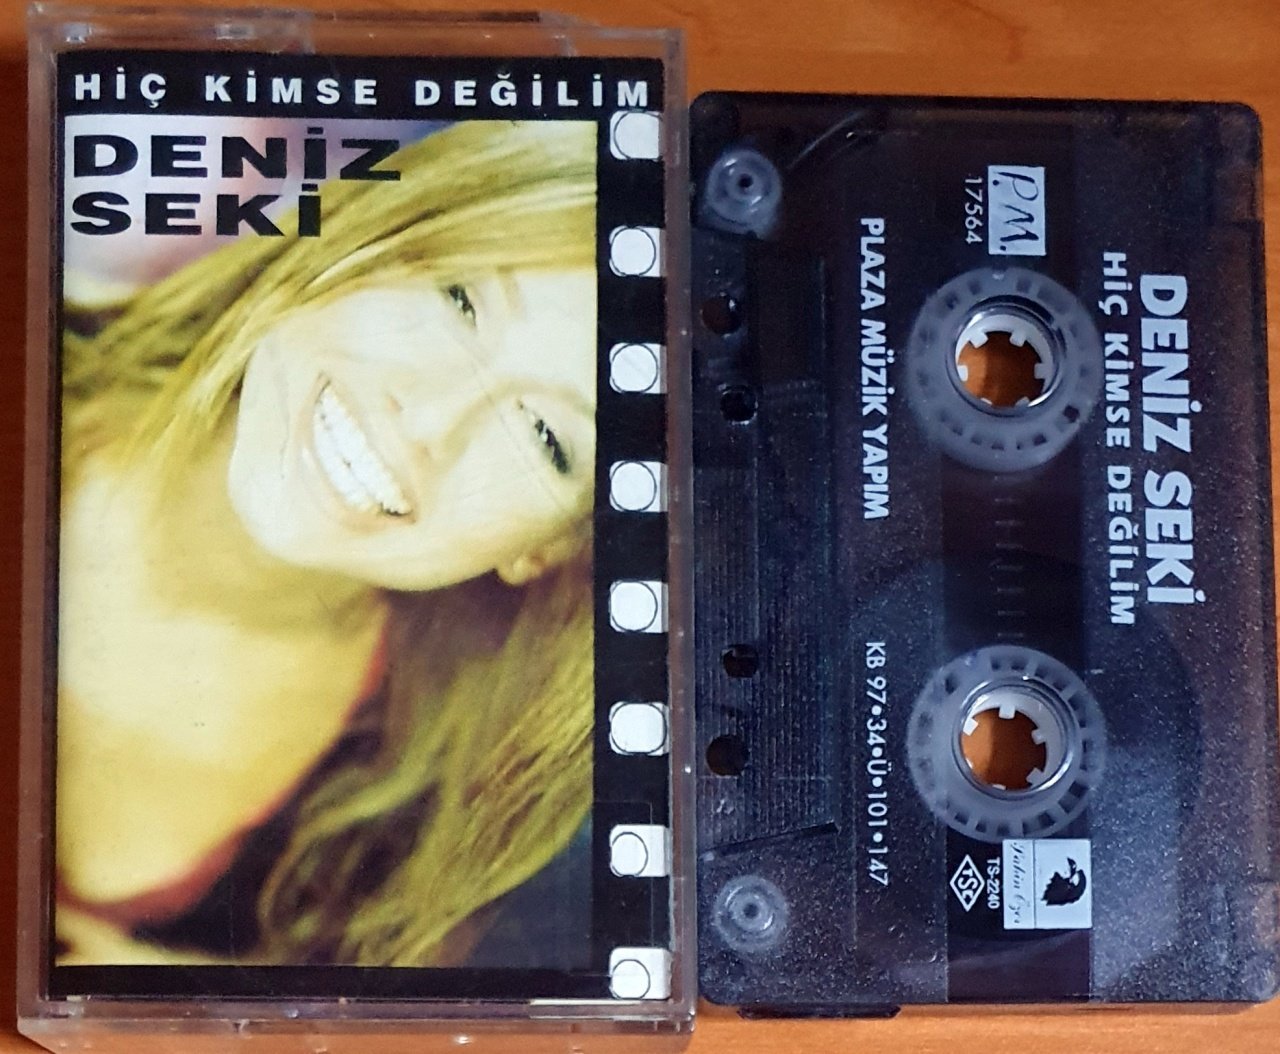 HİÇ KİMSE DEĞİLİM
DENİZ
SEKİ
DENİZ SEKİ
HİÇ KİMSE DEĞİLİM
P.M.
17564
PLAZA MÜZİK YAPIM
KB 97•34•Ü•101•147
TS-2240
TSE